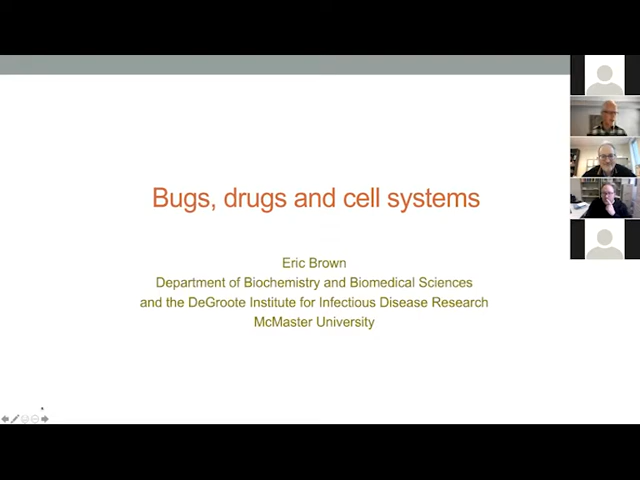 Bugs, drugs and cell systems
Eric Brown
Department of Biochemistry and Biomedical Sciences
and the DeGroote Institute for Infectious Disease Research
McMaster University